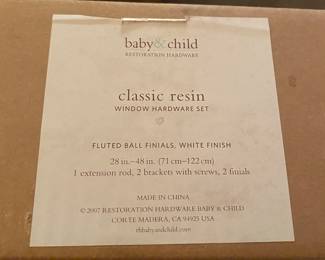 baby&child
RESTORATION HARDWARE
classic resin
WINDOW HARDWARE SET
FLUTED BALL FINIALS, WHITE FINISH
28 in.–48 in. (71 cm–122 cm)
1 extension rod, 2 brackets with screws, 2 finials
MADE IN CHINA
© 2007 RESTORATION HARDWARE BABY & CHILD
CORTE MADERA, CA 94925 USA
rhbabyandchild.com